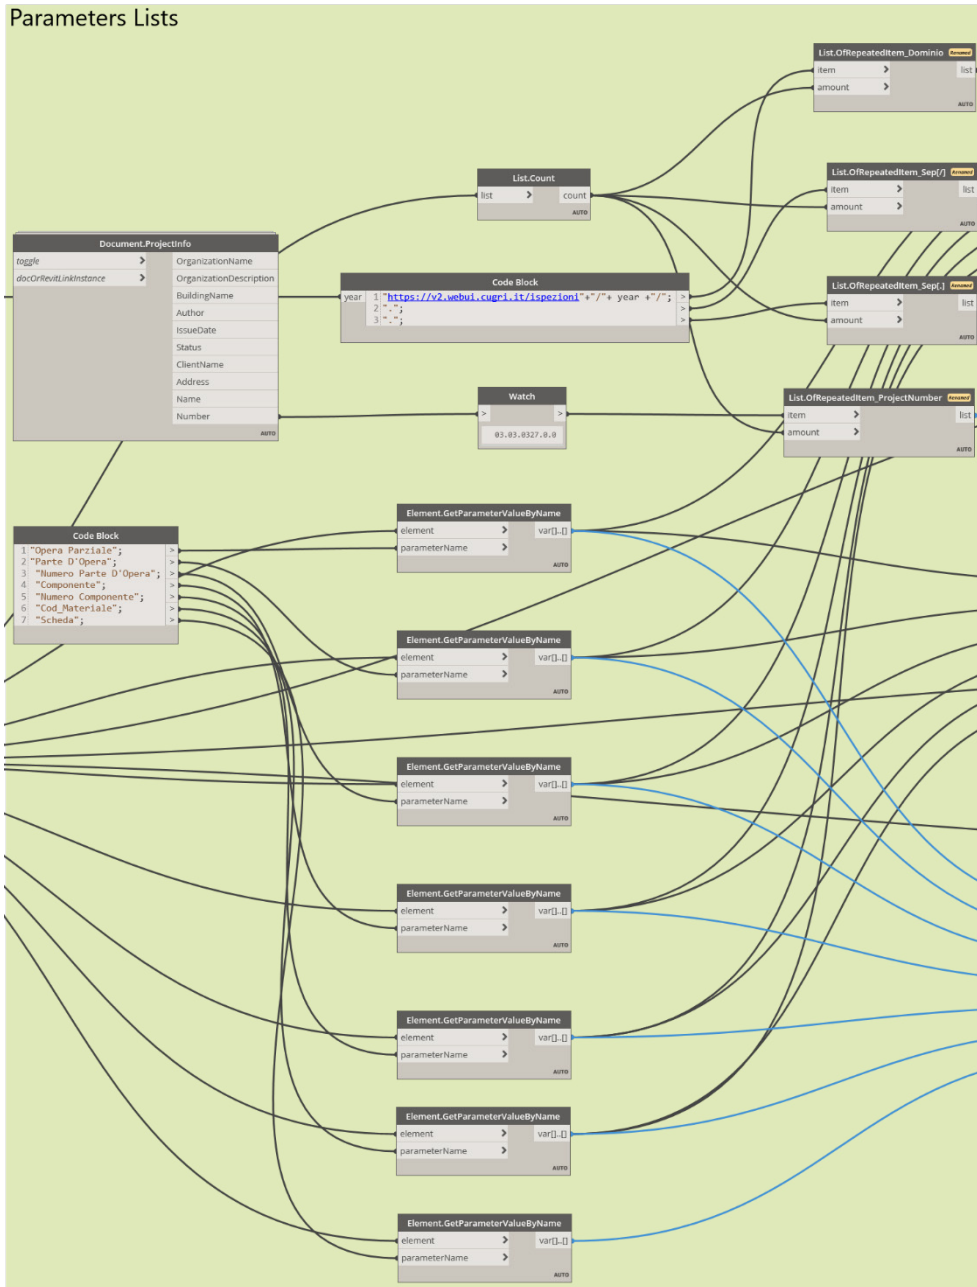 Parameters Lists
List.OfRepeatedItem_Dominio Renamed
item > list
amount >
AUTO
List.Count
list > count
AUTO
List.OfRepeatedItem_Sep[/] Renamed
item > list
amount >
AUTO
Document.ProjectInfo
toggle > OrganizationName
docOrRevitLinkInstance > OrganizationDescription
BuildingName
Author
IssueDate
Status
ClientName
Address
Name
Number
AUTO
Code Block
year 1 "https://v2.webui.cugri.it/ispezioni"+"/"+ year +"/"; >
2 "."; >
3 "-"; >
List.OfRepeatedItem_Sep[.] Renamed
item > list
amount >
AUTO
Watch
> >
03.03.0327.0.0
List.OfRepeatedItem_ProjectNumber Renamed
item > list
amount >
AUTO
Code Block
1 "Opera Parziale"; >
2 "Parte D'Opera"; >
3 "Numero Parte D'Opera"; >
4 "Componente"; >
5 "Numero Componente"; >
6 "Cod_Materiale"; >
7 "Scheda"; >
Element.GetParameterValueByName
element > var[]..[]
parameterName >
AUTO
Element.GetParameterValueByName
element > var[]..[]
parameterName >
AUTO
Element.GetParameterValueByName
element > var[]..[]
parameterName >
AUTO
Element.GetParameterValueByName
element > var[]..[]
parameterName >
AUTO
Element.GetParameterValueByName
element > var[]..[]
parameterName >
AUTO
Element.GetParameterValueByName
element > var[]..[]
parameterName >
AUTO
Element.GetParameterValueByName
element > var[]..[]
parameterName >
AUTO